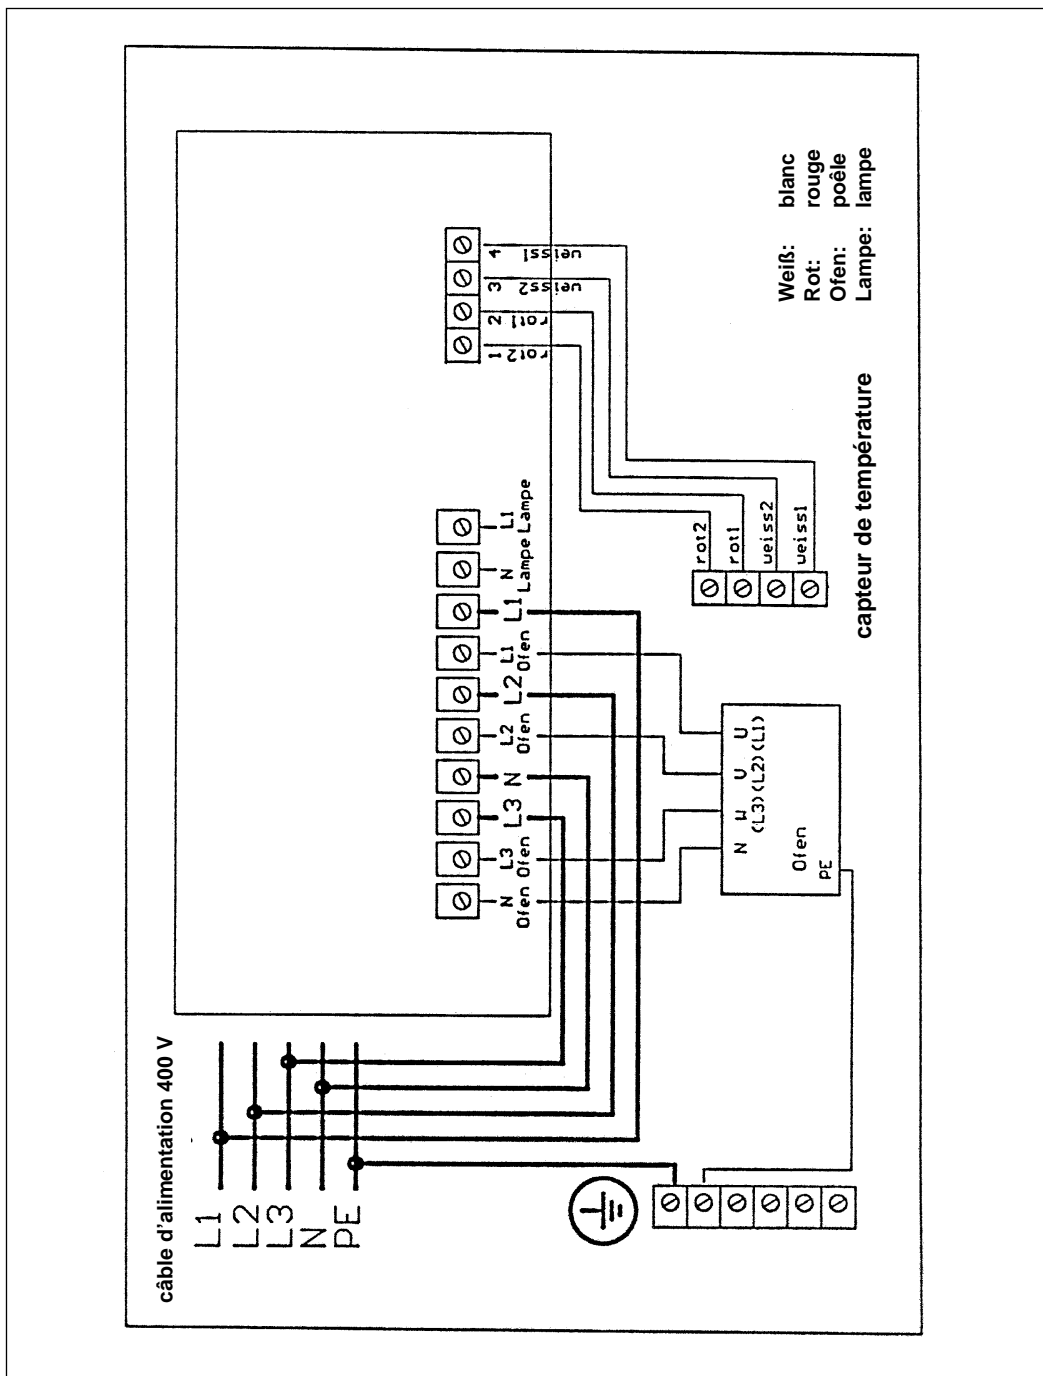 câble d'alimentation 400 V
L1
L2
L3
N
PE
N
Ofen
L3
Ofen
L3
N
L2
Ofen
L2
L1
Ofen
L1
N
Lampe
L1
Lampe
1
rot2
2
rot1
3
weiss2
4
weiss1
N
W
(L3)
V
(L2)
U
(L1)
Ofen
PE
rot2
rot1
weiss2
weiss1
capteur de température
Weiß: blanc
Rot: rouge
Ofen: poêle
Lampe: lampe